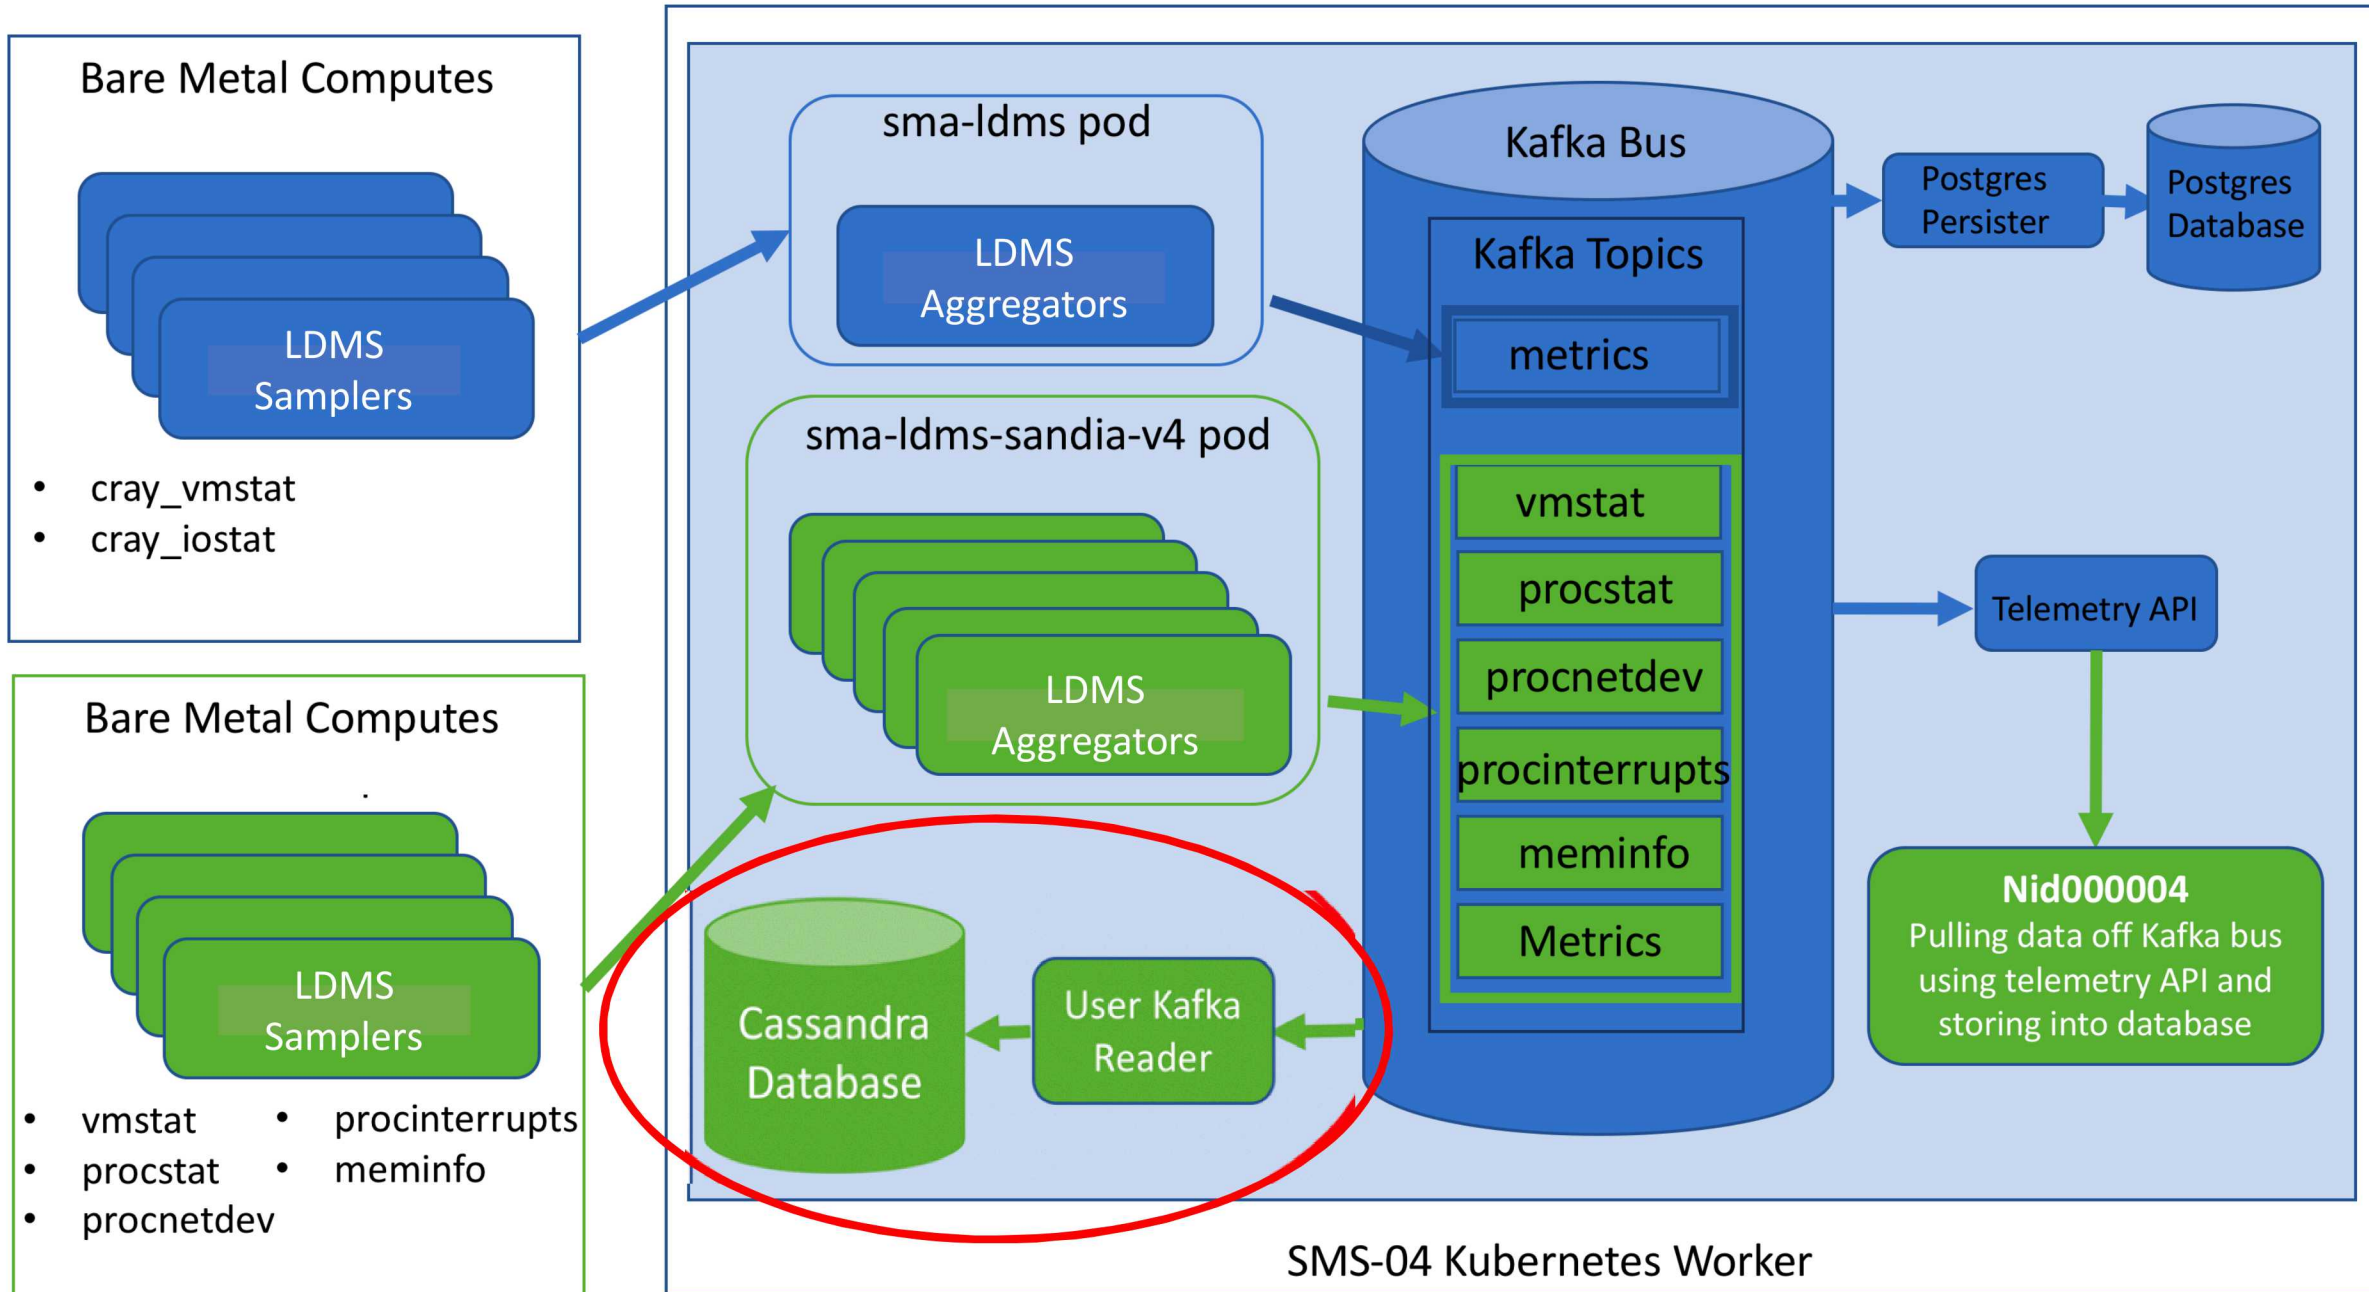 Bare Metal Computes
LDMS
Samplers
• cray_vmstat
• cray_iostat
Bare Metal Computes
LDMS
Samplers
• vmstat
• procstat
• procnetdev
• procinterrupts
• meminfo
sma-ldms pod
LDMS
Aggregators
sma-ldms-sandia-v4 pod
LDMS
Aggregators
Cassandra
Database
User Kafka
Reader
Kafka Bus
Kafka Topics
metrics
vmstat
procstat
procnetdev
procinterrupts
meminfo
Metrics
Postgres
Persister
Postgres
Database
Telemetry API
Nid000004
Pulling data off Kafka bus
using telemetry API and
storing into database
SMS-04 Kubernetes Worker